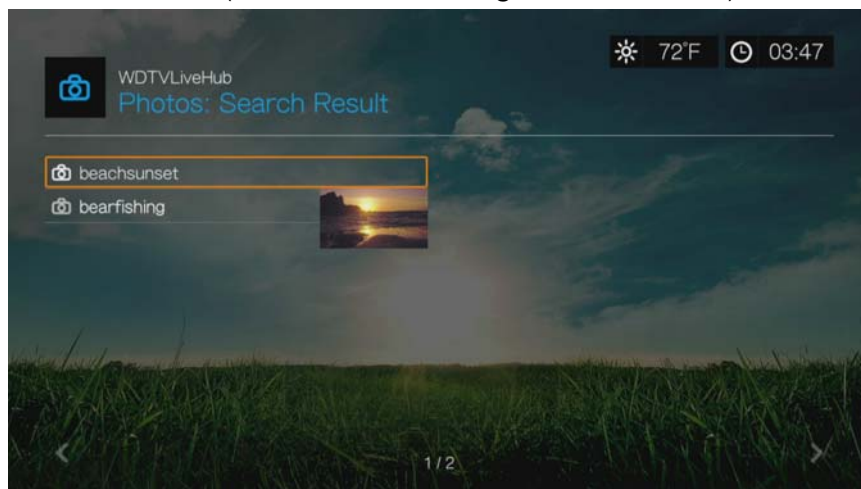 72°F 03:47
WDTVLiveHub
Photos: Search Result
beachsunset
bearfishing
1/2